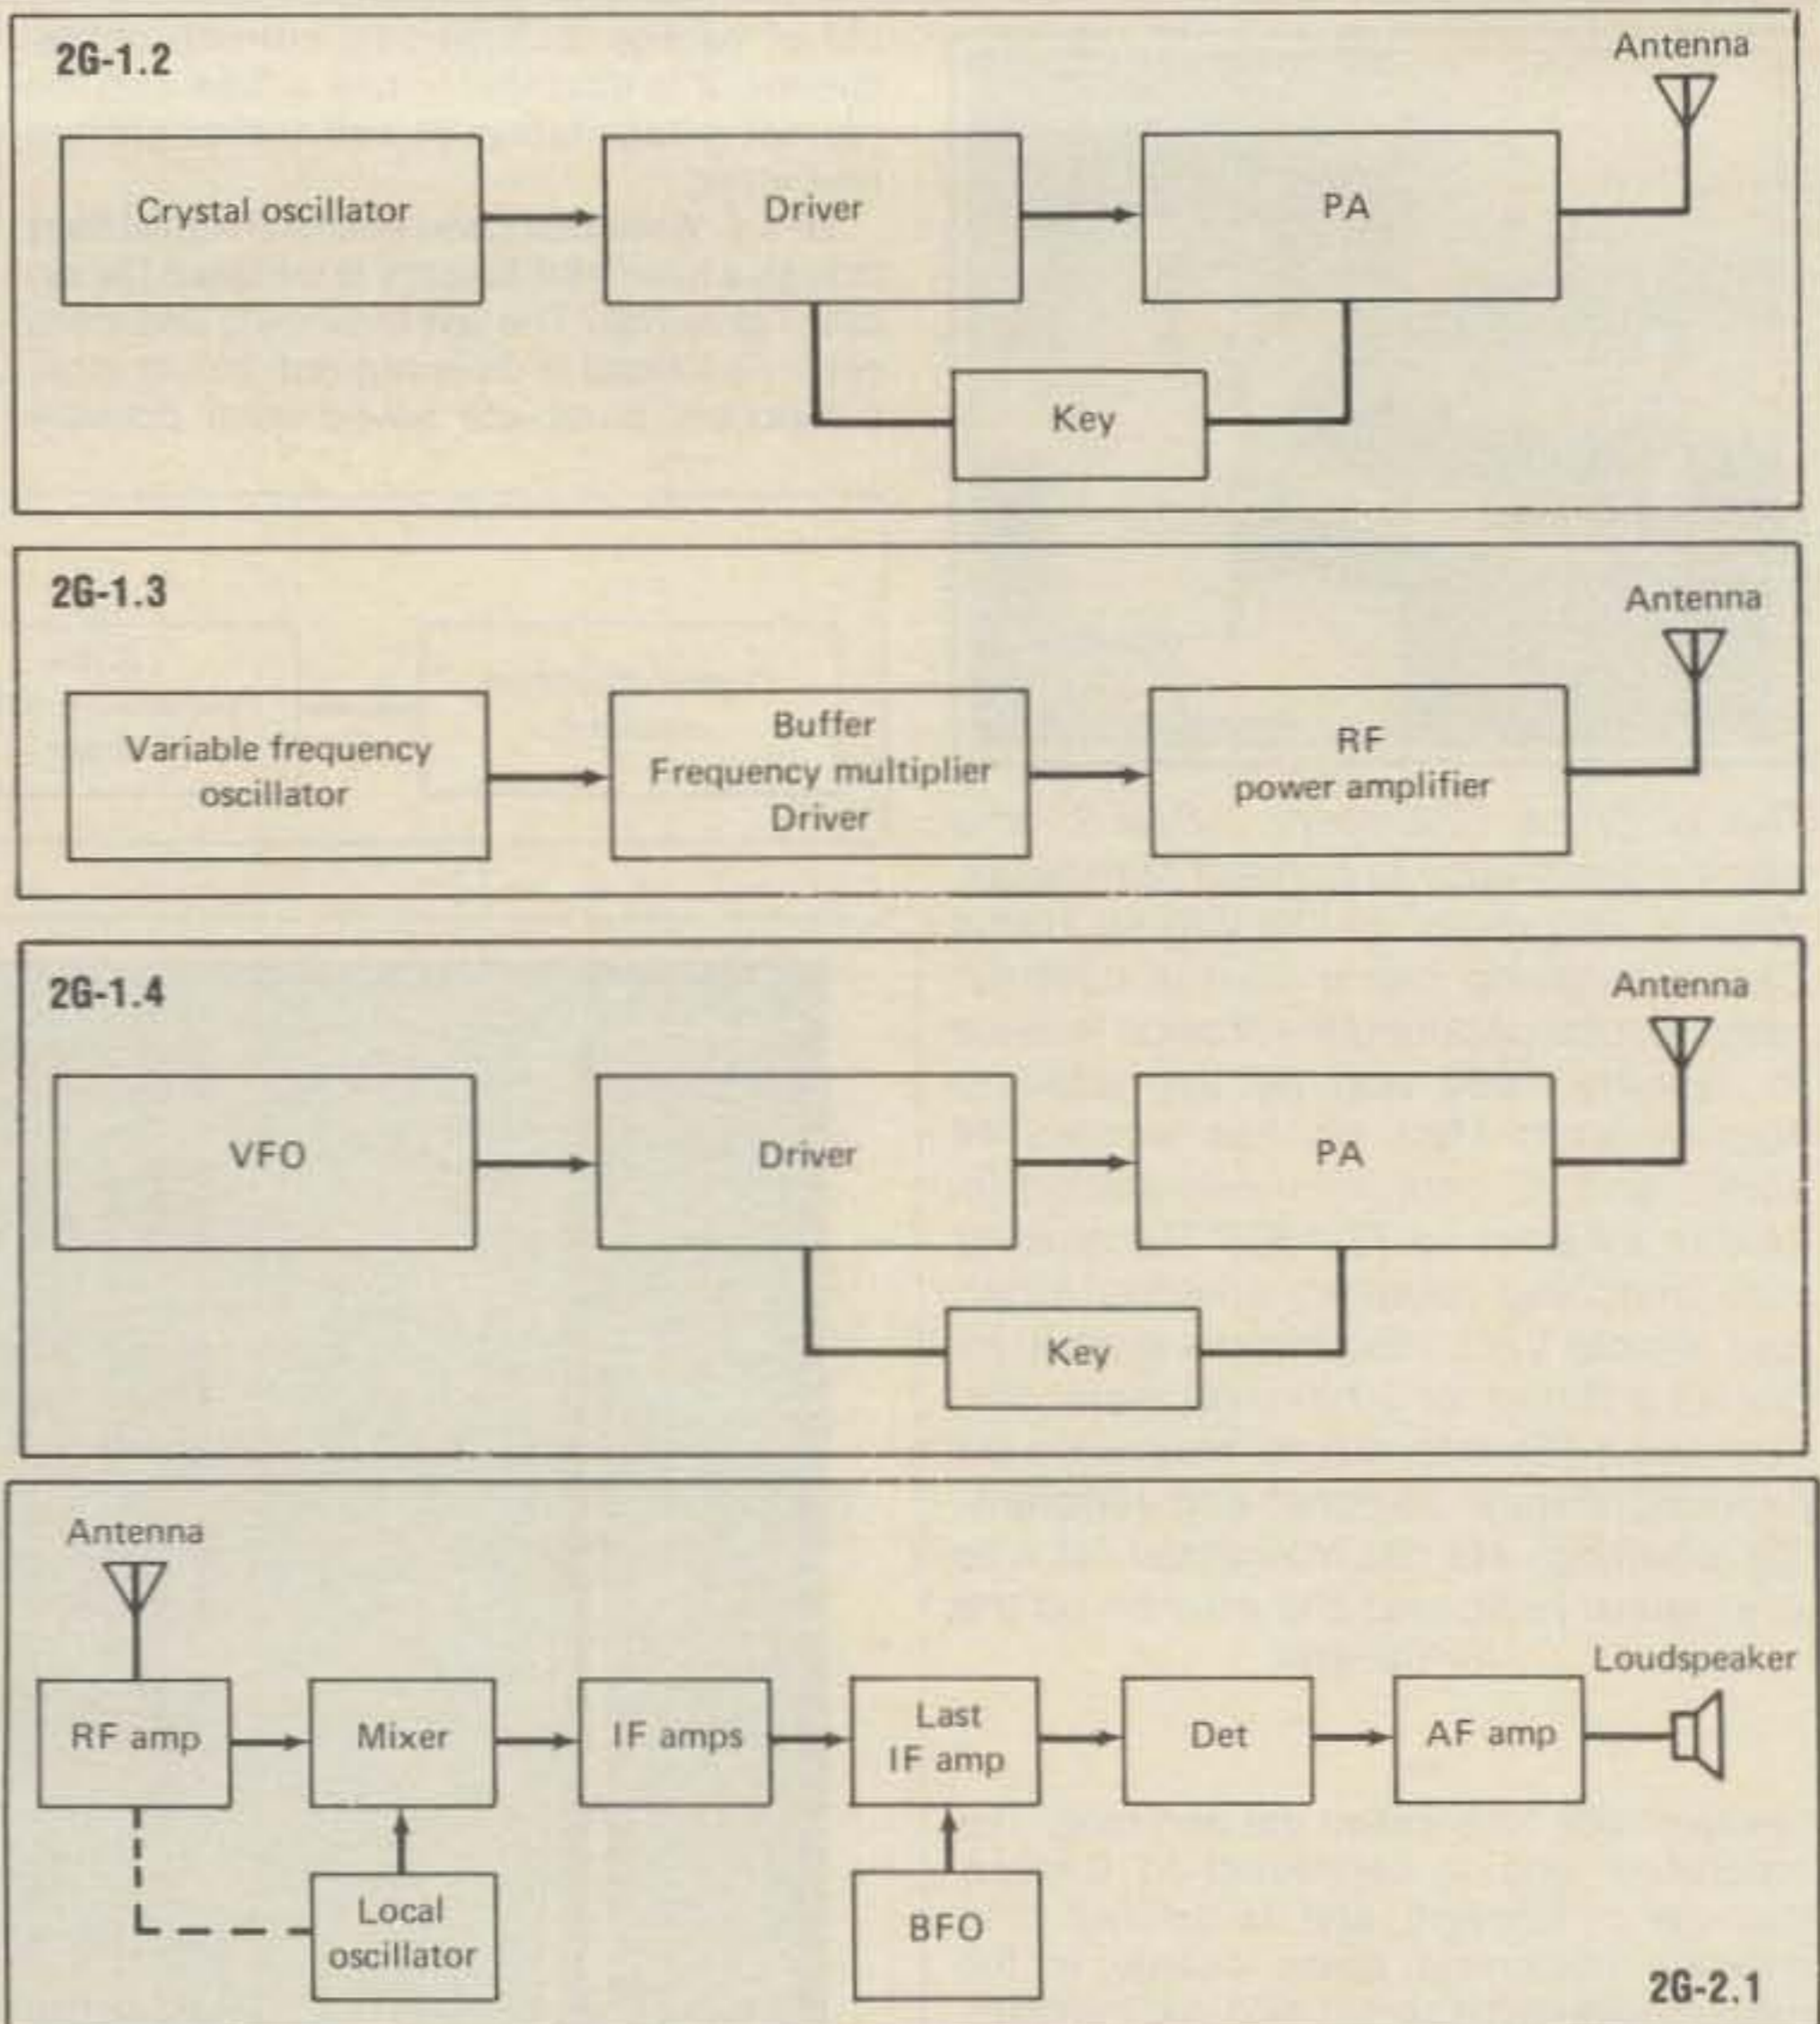 2G-1.2
Antenna
Crystal oscillator
Driver
PA
Key
2G-1.3
Antenna
Variable frequency
oscillator
Buffer
Frequency multiplier
Driver
RF
power amplifier
2G-1.4
Antenna
VFO
Driver
PA
Key
Antenna
Loudspeaker
RF amp
Mixer
IF amps
Last
IF amp
Det
AF amp
Local
oscillator
BFO
2G-2.1